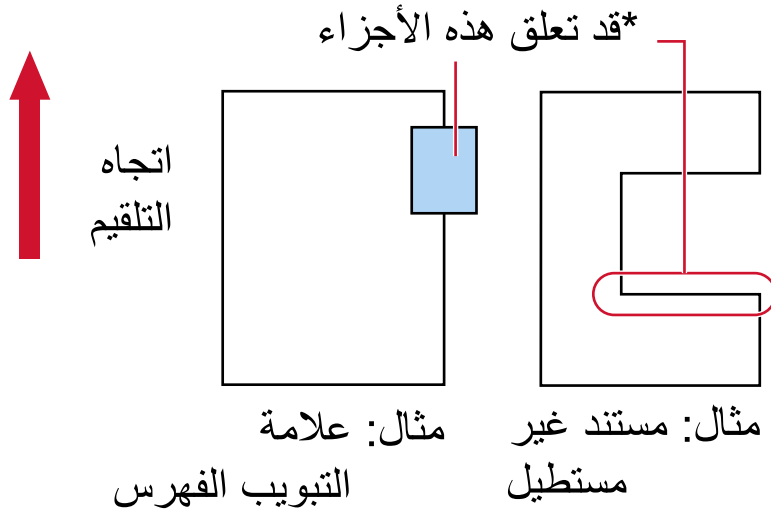 *قد تعلق هذه الأجزاء
اتجاه
التلقيم
مثال: مستند غير
مستطيل
مثال: علامة
التبويب الفهرس